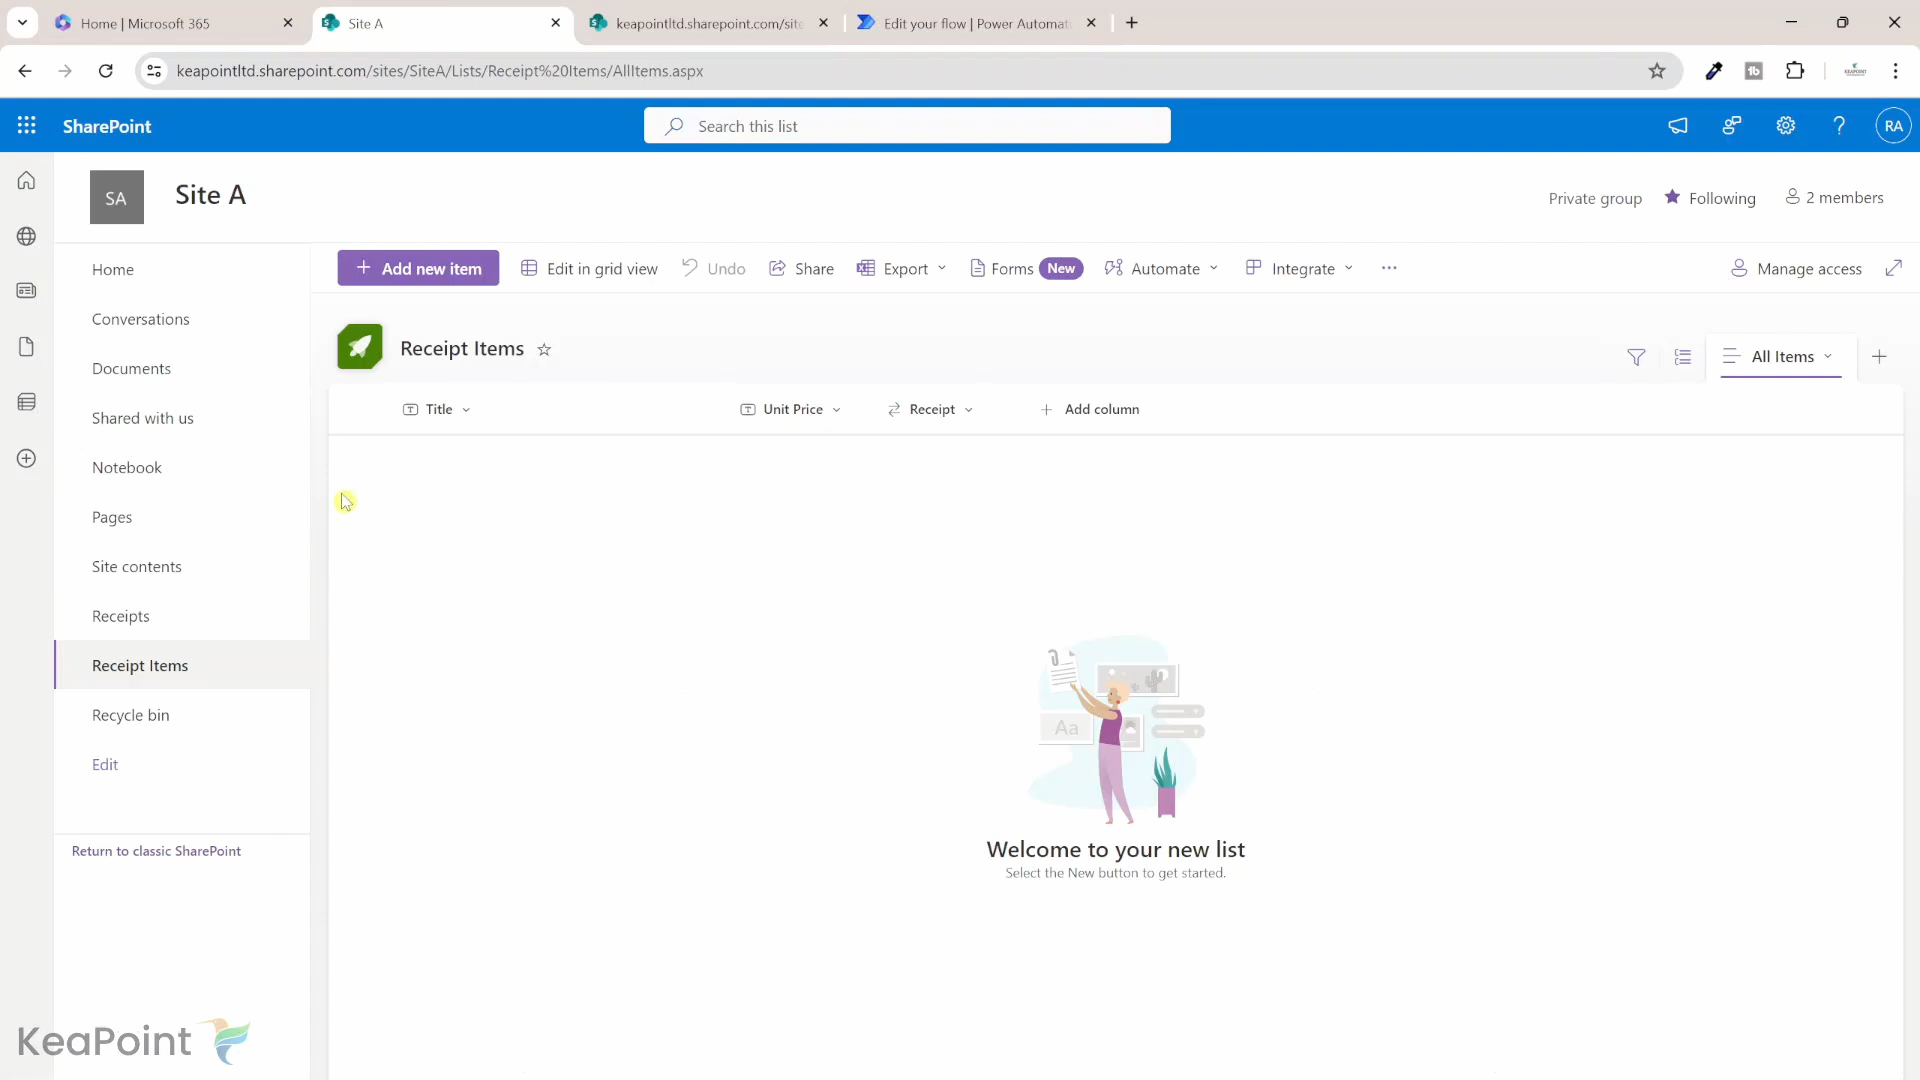 Home | Microsoft 365
Site A
keapointltd.sharepoint.com/site
Edit your flow | Power Automat
keapointltd.sharepoint.com/sites/SiteA/Lists/Receipt%20Items/AllItems.aspx
SharePoint
Search this list
RA
SA
Site A
Private group
Following
2 members
Home
Conversations
Documents
Shared with us
Notebook
Pages
Site contents
Receipts
Receipt Items
Recycle bin
Edit
Return to classic SharePoint
Add new item
Edit in grid view
Undo
Share
Export
Forms New
Automate
Integrate
Manage access
Receipt Items
All Items
Title
Unit Price
Receipt
Add column
Aa
Welcome to your new list
Select the New button to get started.
KeaPoint